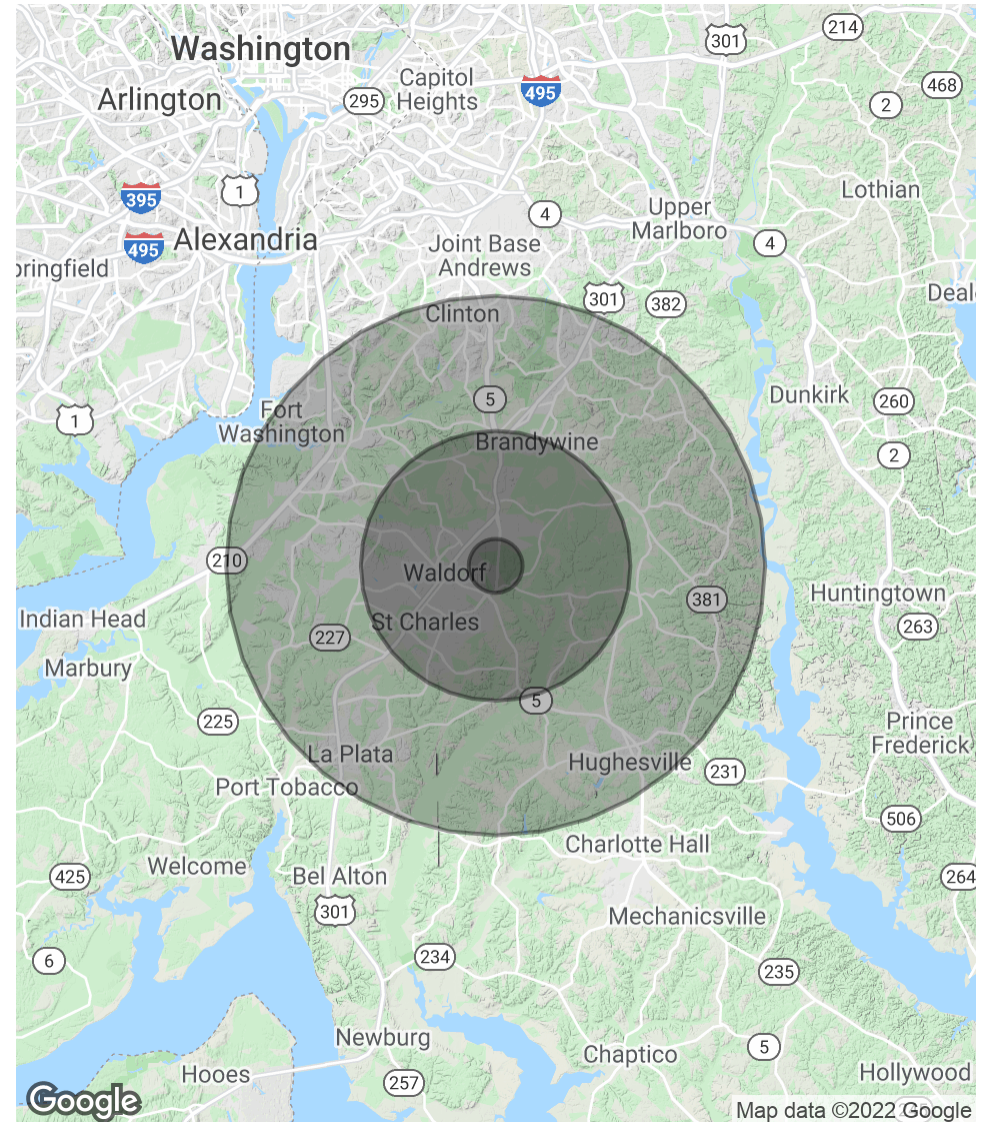 Washington
301
214
Capitol
Heights
495
468
Arlington
295
2
395
1
Lothian
4
Upper
Marlboro
Alexandria
495
Joint Base
Andrews
4
pringfield
301
382
Deal
Clinton
5
Dunkirk
260
1
Fort
Washington
Brandywine
2
210
Waldorf
381
Huntingtown
Indian Head
St Charles
263
227
Marbury
5
225
Prince
Frederick
La Plata
Hughesville
231
Port Tobacco
506
Charlotte Hall
Welcome
425
Bel Alton
264
301
Mechanicsville
234
6
235
Newburg
Chaptico
5
Hooes
257
Hollywood
Google
Map data ©2022 Google